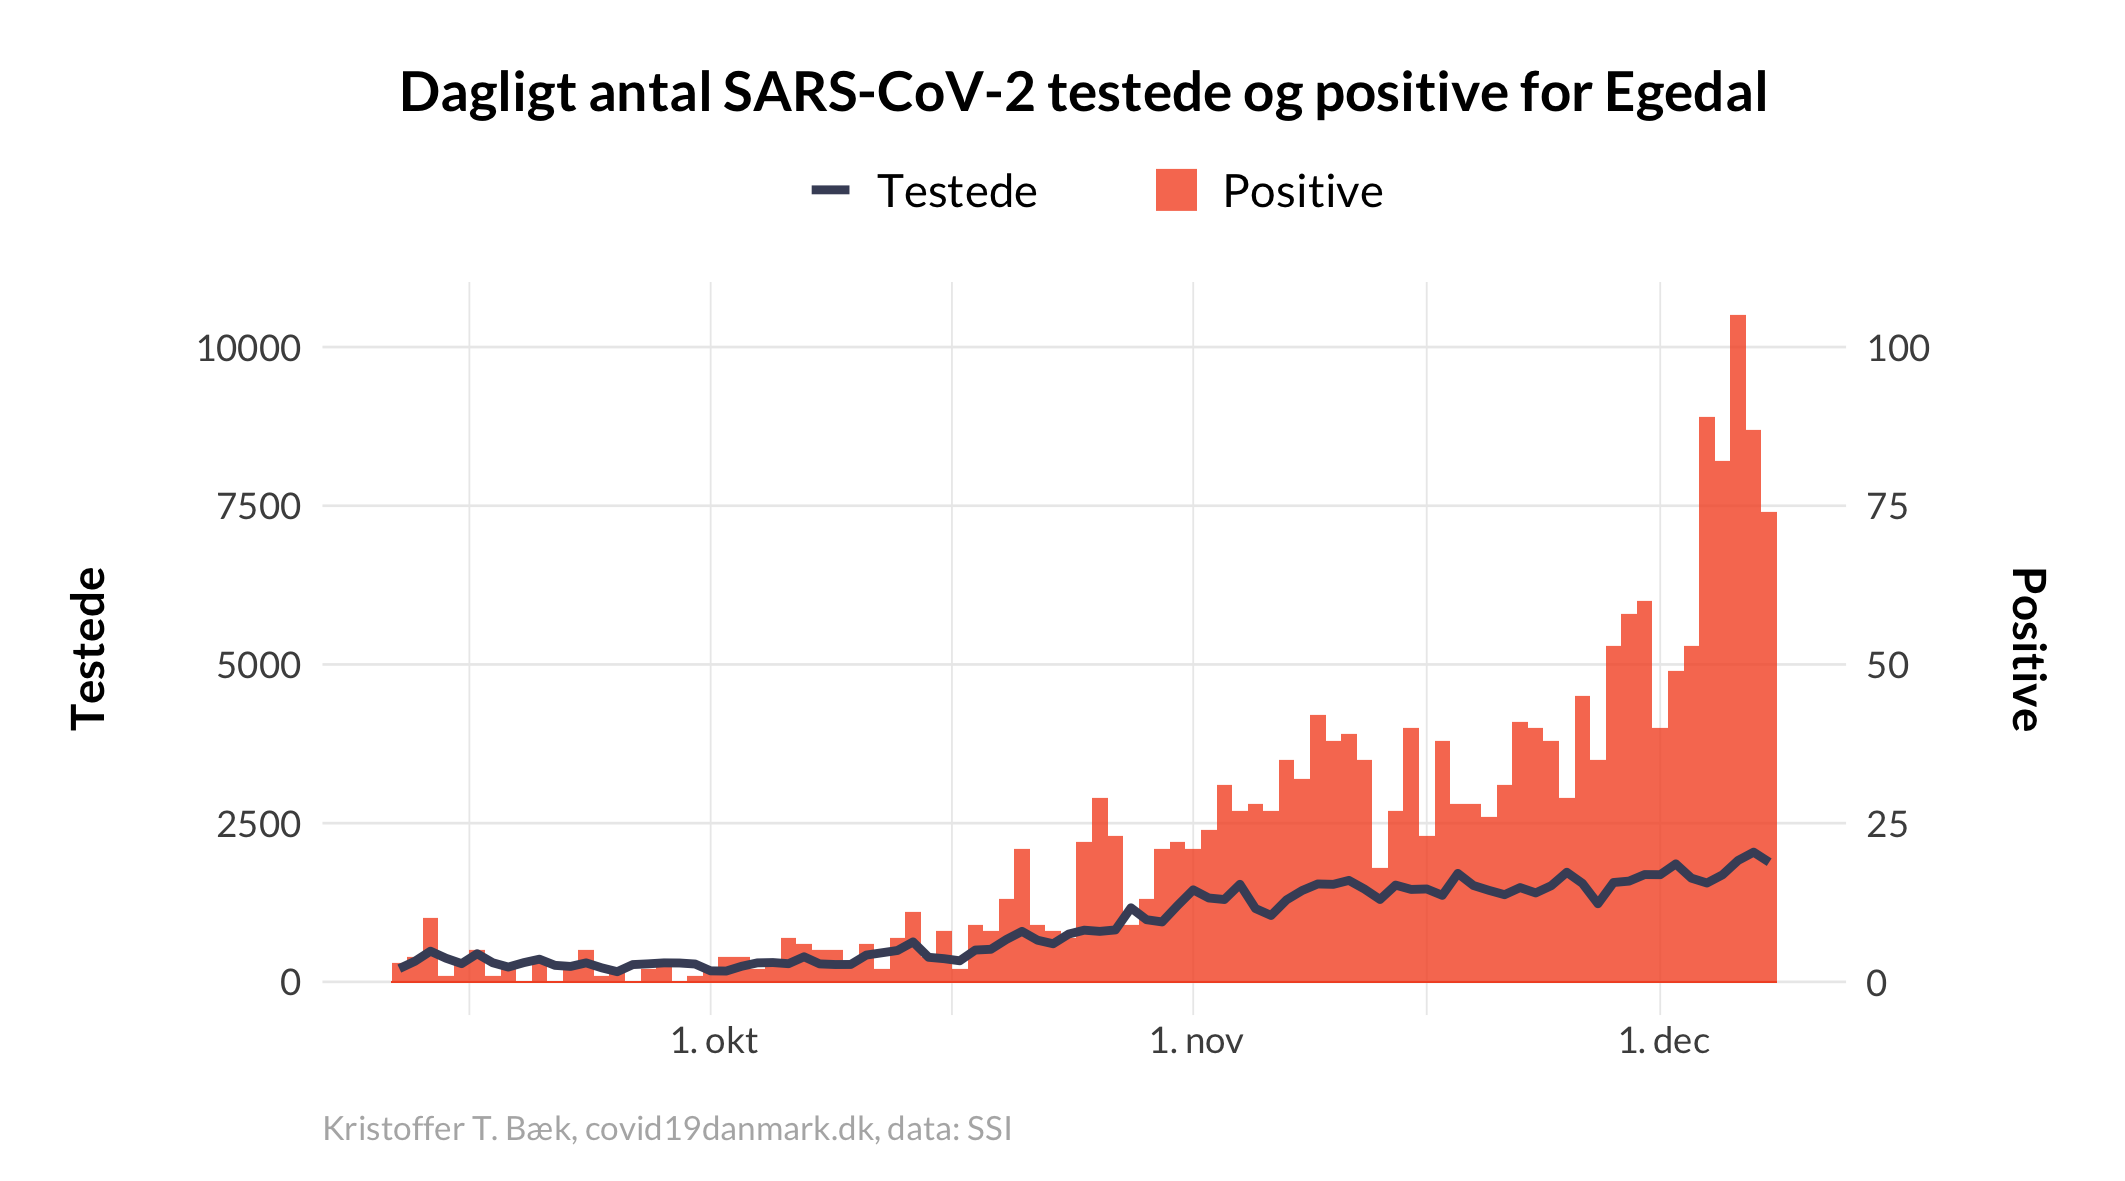 Dagligt antal SARS-CoV-2 testede og positive for Egedal
Testede
Positive
10000
7500
5000
2500
0
Testede
100
75
50
25
0
Positive
1. okt
1. nov
1. dec
Kristoffer T. Bæk, covid19danmark.dk, data: SSI